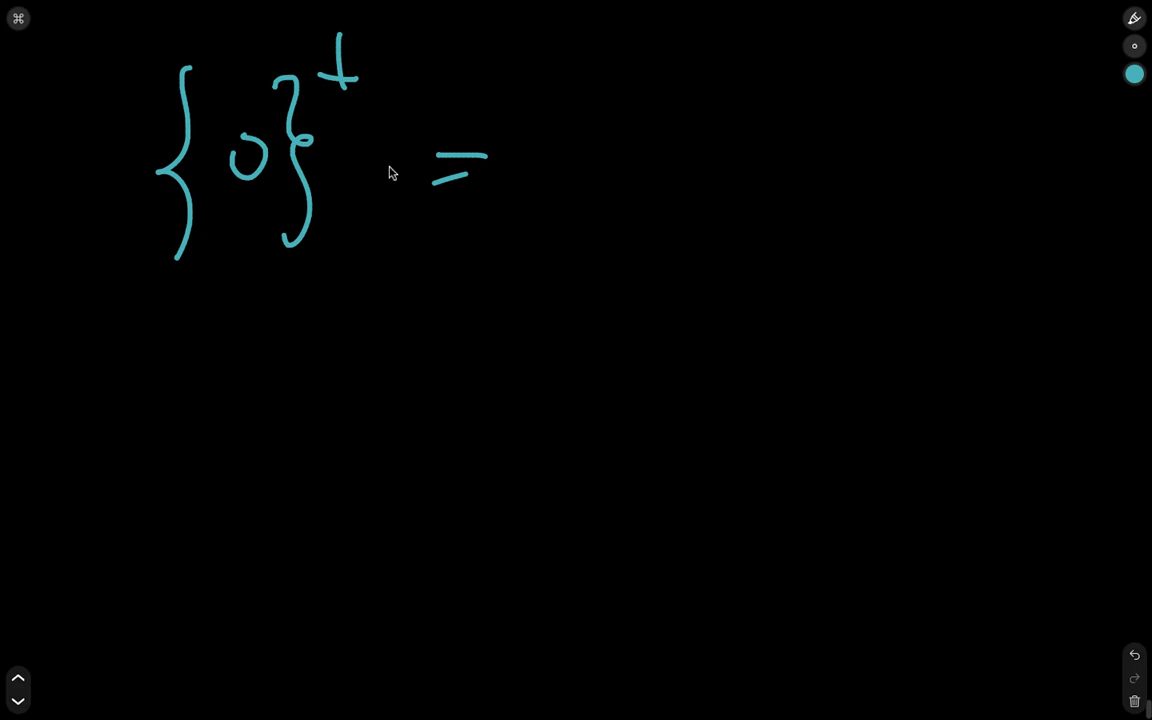 {0}^⊥ =